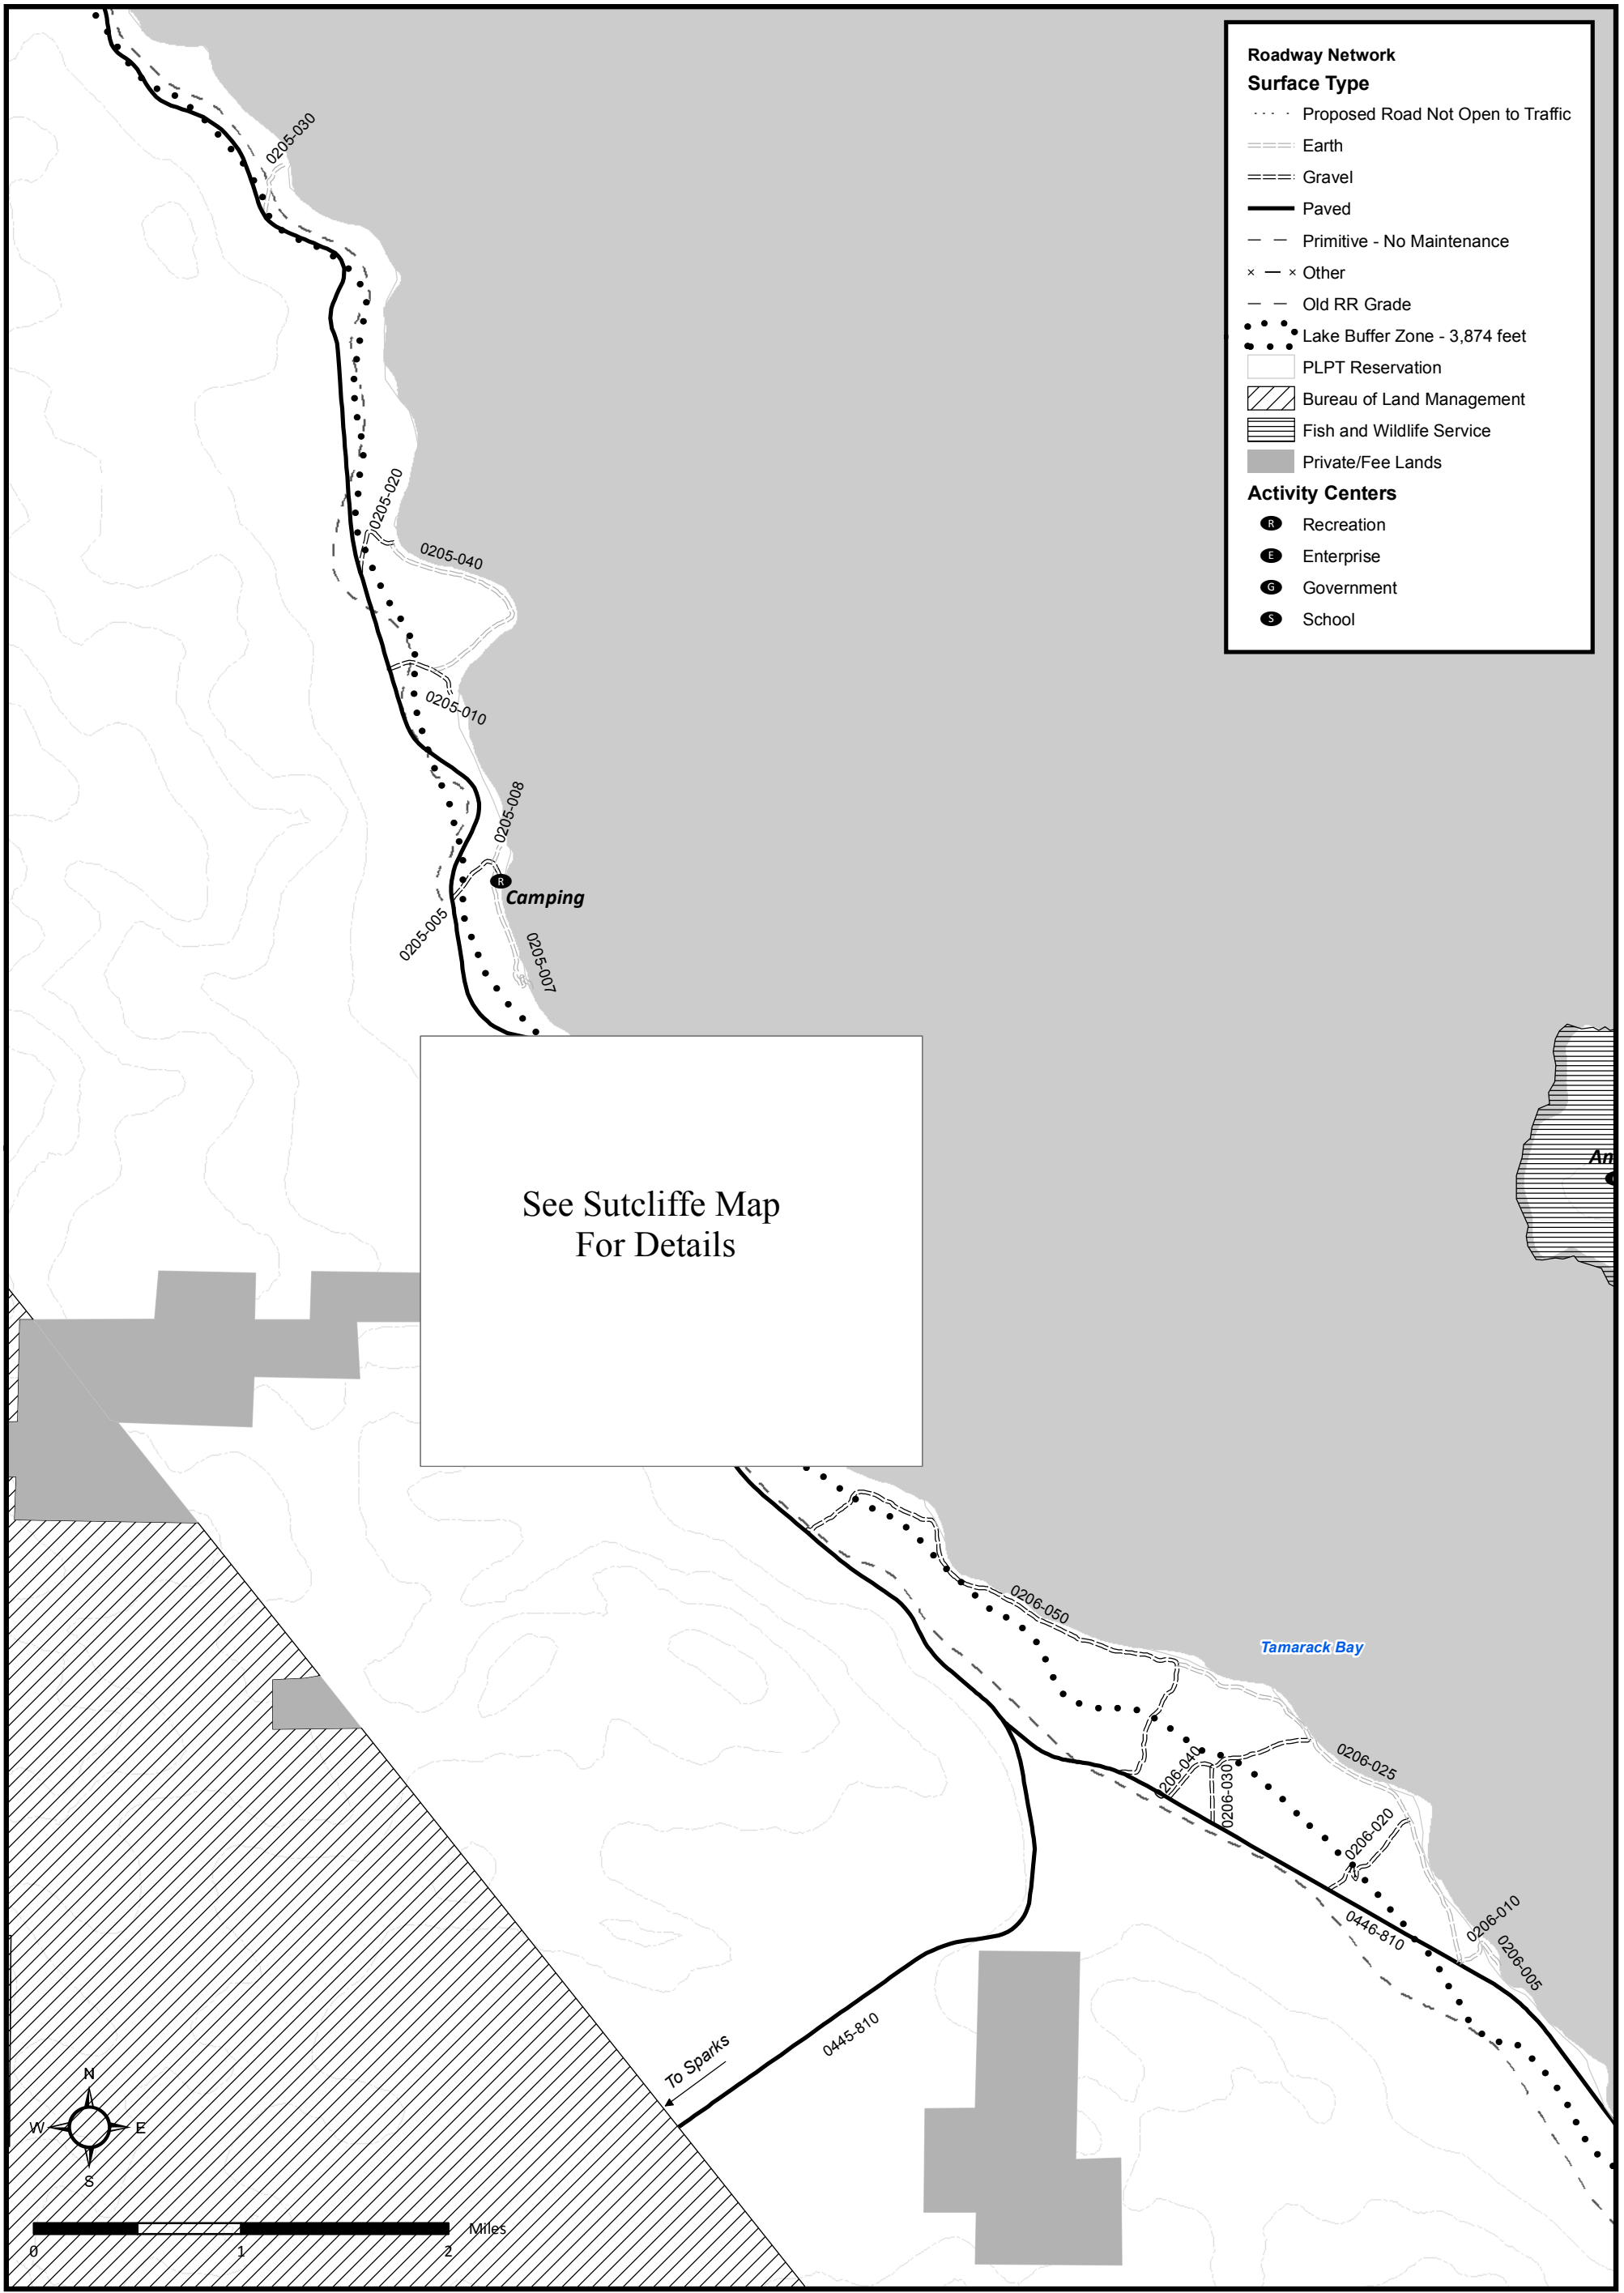 Roadway Network
Surface Type
Proposed Road Not Open to Traffic
Earth
Gravel
Paved
Primitive - No Maintenance
Other
Old RR Grade
Lake Buffer Zone - 3,874 feet
PLPT Reservation
Bureau of Land Management
Fish and Wildlife Service
Private/Fee Lands
Activity Centers
R Recreation
E Enterprise
G Government
S School
0205-030
0205-020
0205-040
0205-010
0205-008
R
Camping
0205-005
0205-007
An
See Sutcliffe Map
For Details
0206-050
Tamarack Bay
0206-025
0206-040
0206-030
0206-020
0206-010
0446-810
0206-005
0445-810
To Sparks
N
W E
S
Miles
0 1 2